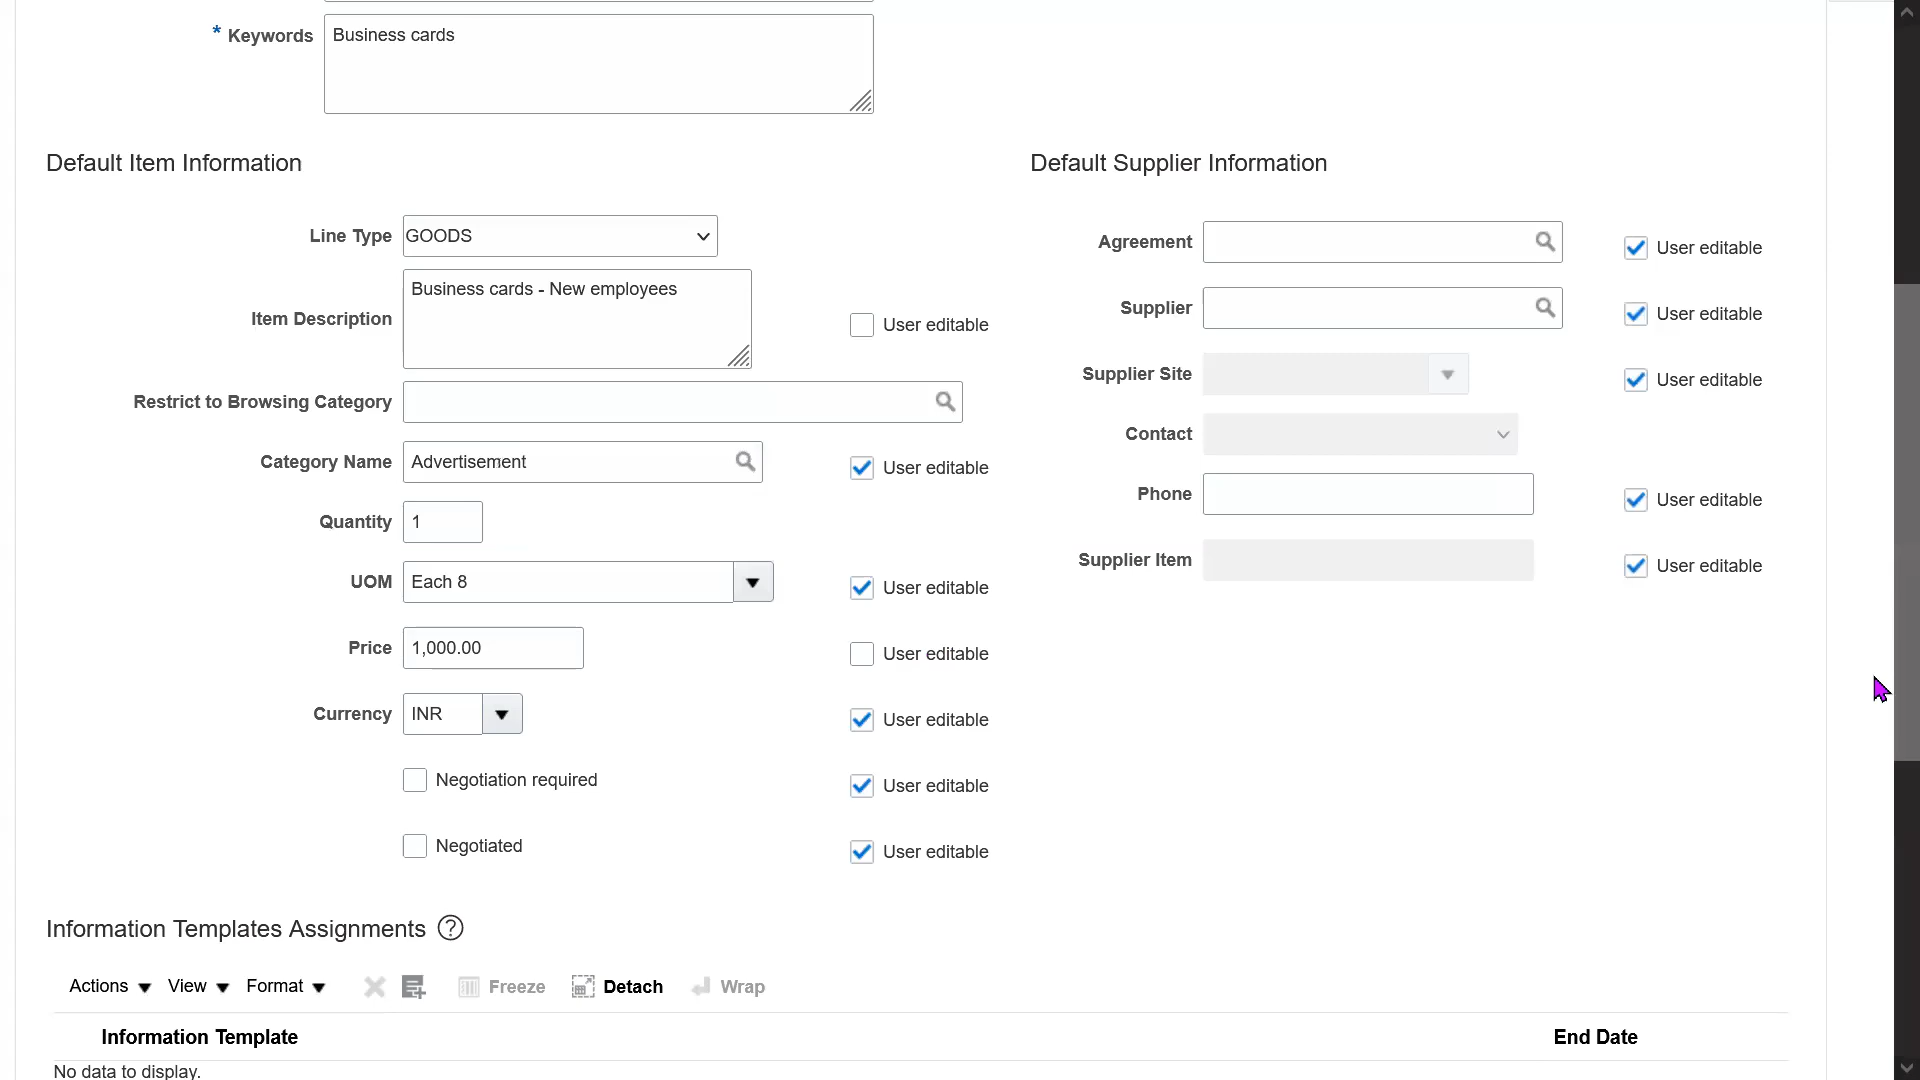 * Keywords
Business cards
Default Item Information
Line Type
GOODS
Item Description
Business cards - New employees
User editable
Restrict to Browsing Category
Category Name
Advertisement
User editable
Quantity
1
UOM
Each 8
User editable
Price
1,000.00
User editable
Currency
INR
User editable
Negotiation required
User editable
Negotiated
User editable
Default Supplier Information
Agreement
User editable
Supplier
User editable
Supplier Site
User editable
Contact
Phone
User editable
Supplier Item
User editable
Information Templates Assignments ?
Actions View Format Freeze Detach Wrap
Information Template End Date
No data to display.